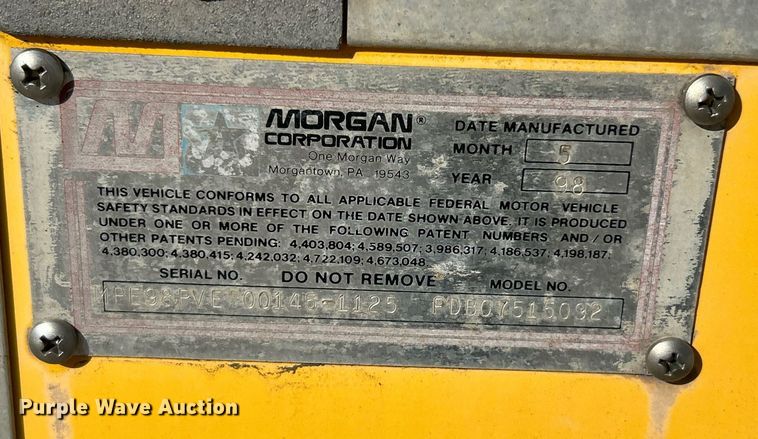 MORGAN®
CORPORATION
One Morgan Way
Morgantown, PA 19543
DATE MANUFACTURED
MONTH 5
YEAR 98
THIS VEHICLE CONFORMS TO ALL APPLICABLE FEDERAL MOTOR VEHICLE
SAFETY STANDARDS IN EFFECT ON THE DATE SHOWN ABOVE, IT IS PRODUCED
UNDER ONE OR MORE OF THE FOLLOWING PATENT NUMBERS AND/OR
OTHER PATENTS PENDING: 4,403,804; 4,589,507; 3,986,317; 4,186,537; 4,198,187;
4,380,300; 4,380,415; 4,242,032; 4,722,109; 4,673,048
SERIAL NO. DO NOT REMOVE MODEL NO.
00146-1125 FDB07515092
Purple Wave Auction